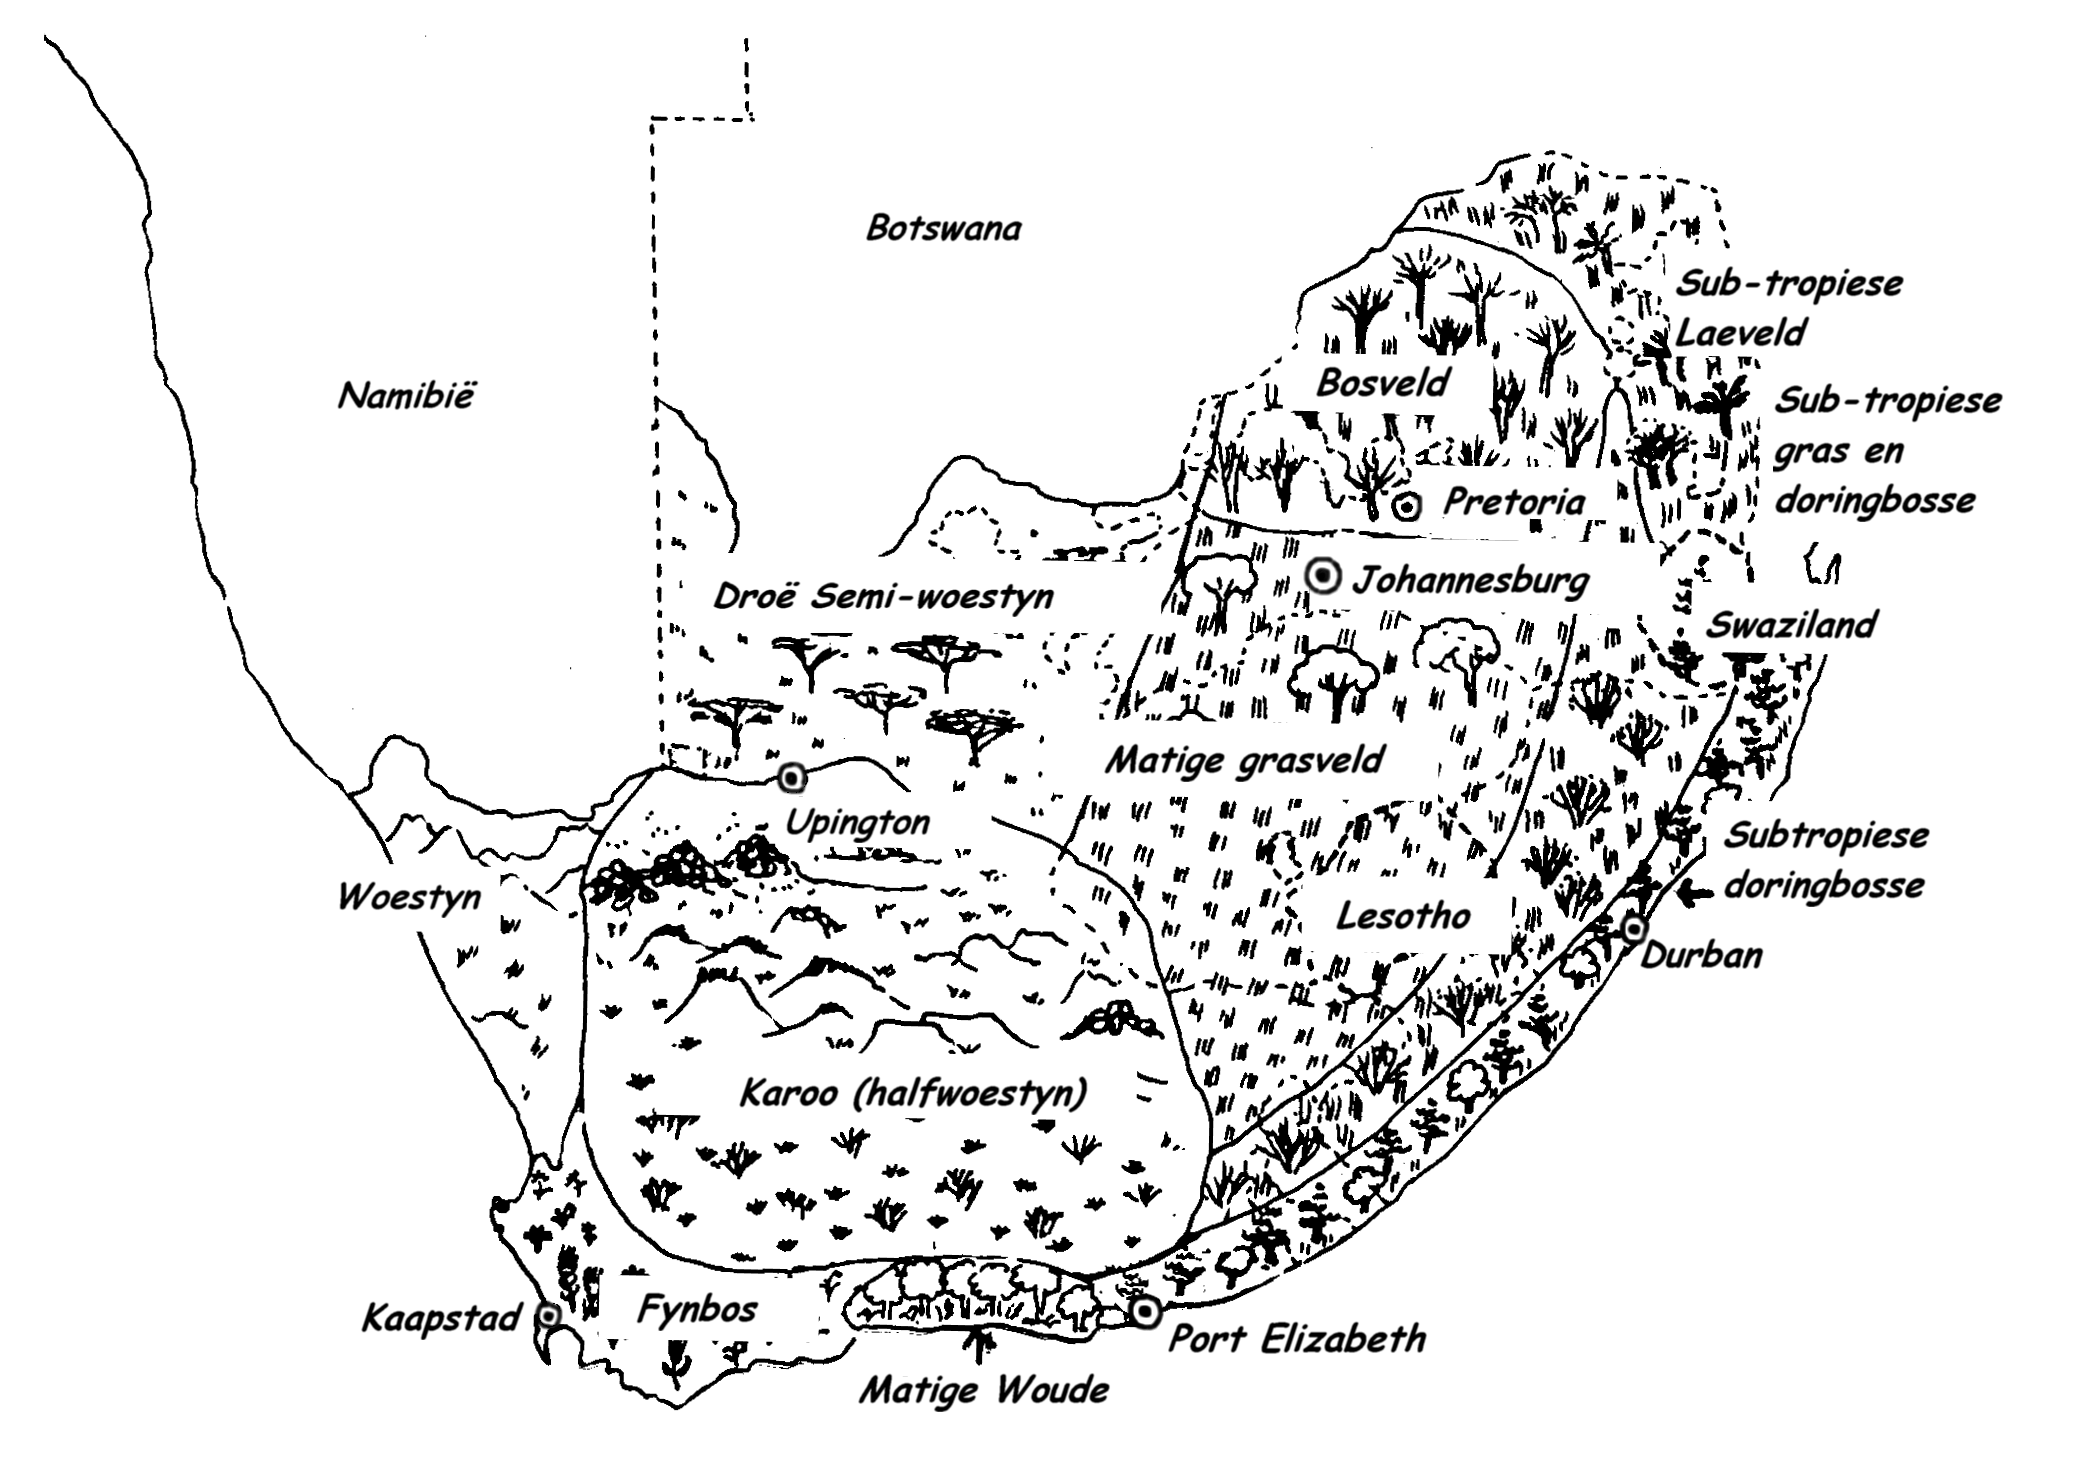 Botswana
Sub-tropiese
Laeveld
Namibië
Bosveld
Sub-tropiese
gras en
doringbosse
Pretoria
Droë Semi-woestyn
Johannesburg
Swaziland
Matige grasveld
Upington
Subtropiese
doringbosse
Woestyn
Lesotho
Durban
Karoo (halfwoestyn)
Kaapstad
Fynbos
Port Elizabeth
Matige Woude